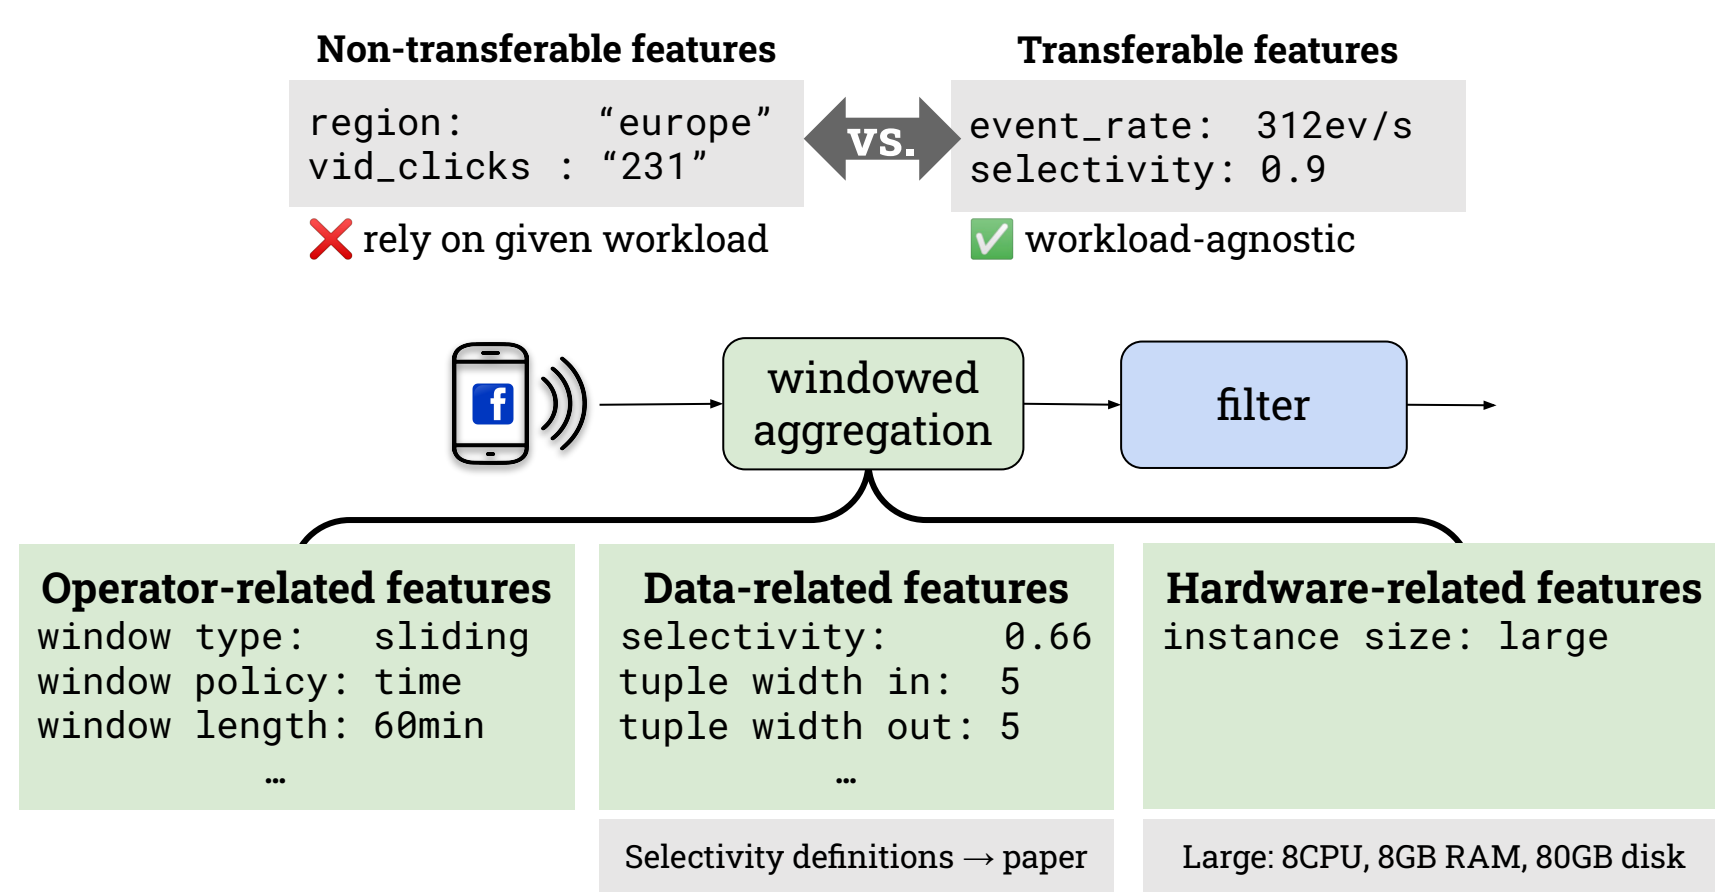 Non-transferable features
region: “europe”
vid_clicks : “231”
❌ rely on given workload
vs.
Transferable features
event_rate: 312ev/s
selectivity: 0.9
✅ workload-agnostic
f
windowed
aggregation
filter
Operator-related features
window type: sliding
window policy: time
window length: 60min
…
Data-related features
selectivity: 0.66
tuple width in: 5
tuple width out: 5
…
Selectivity definitions → paper
Hardware-related features
instance size: large
Large: 8CPU, 8GB RAM, 80GB disk